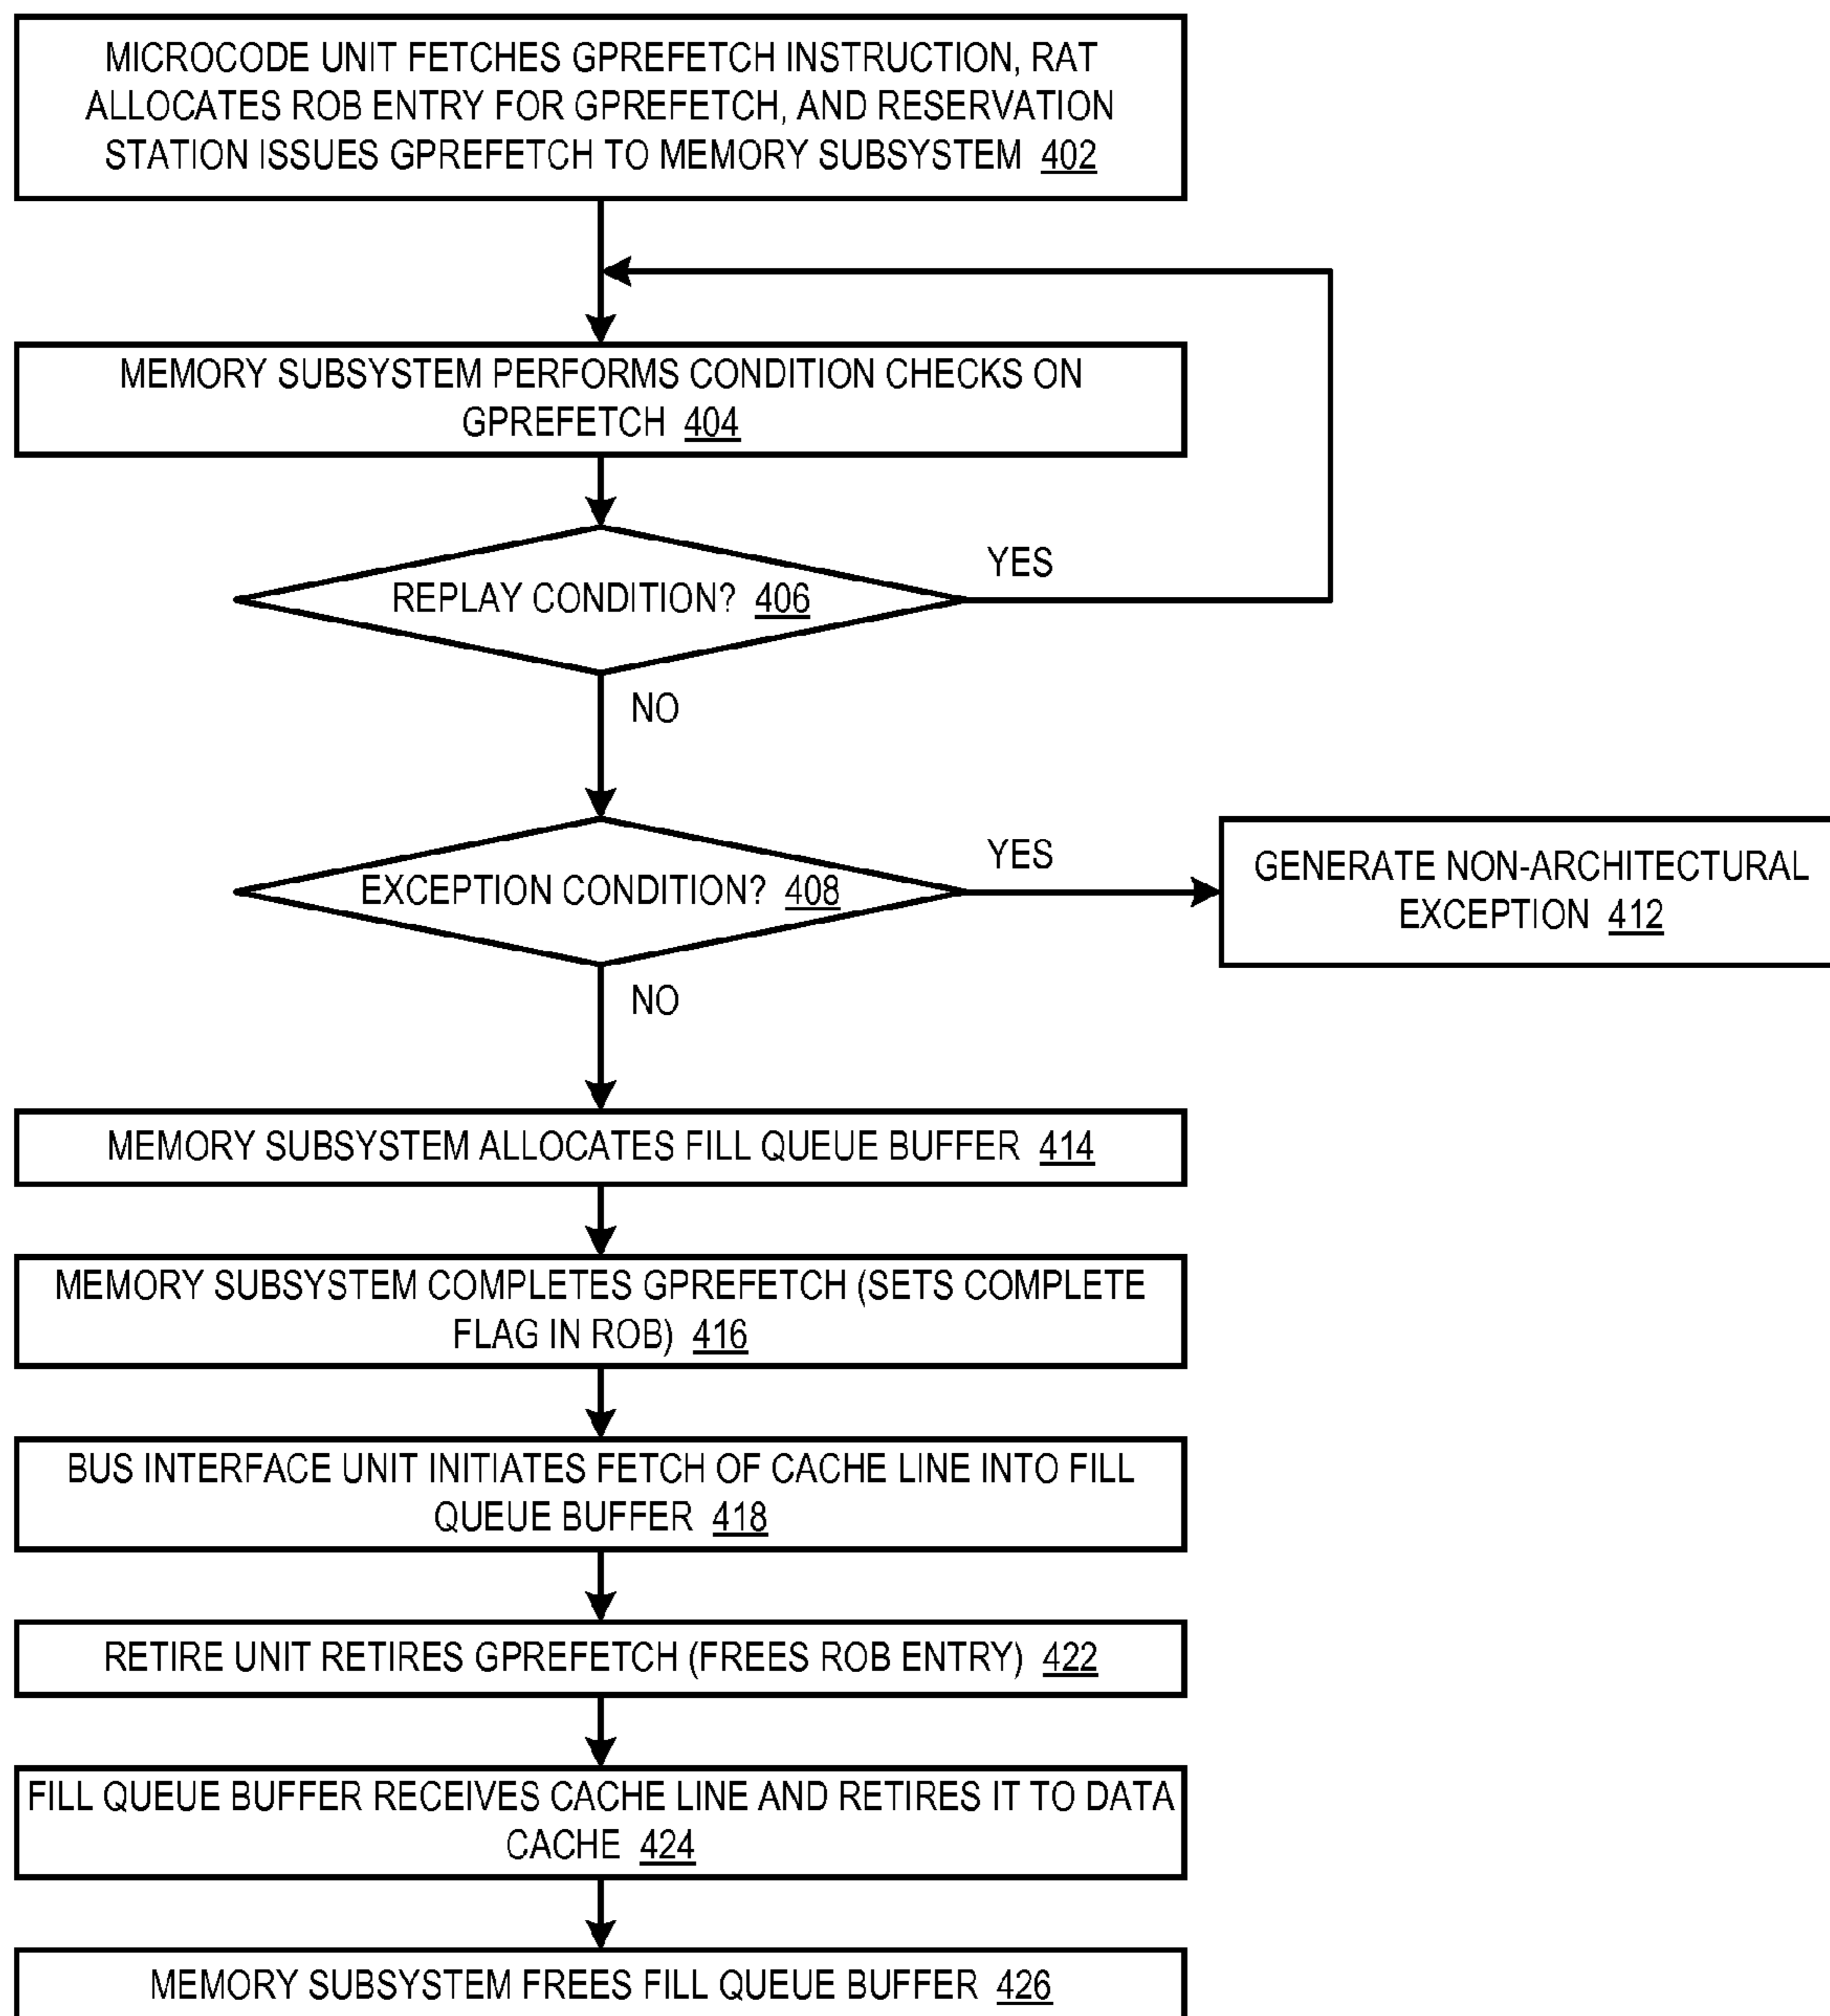 MICROCODE UNIT FETCHES GPREFETCH INSTRUCTION, RAT
ALLOCATES ROB ENTRY FOR GPREFETCH, AND RESERVATION
STATION ISSUES GPREFETCH TO MEMORY SUBSYSTEM 402
MEMORY SUBSYSTEM PERFORMS CONDITION CHECKS ON
GPREFETCH 404
YES
REPLAY CONDITION? 406
NO
YES
EXCEPTION CONDITION? 408
GENERATE NON-ARCHITECTURAL
EXCEPTION 412
NO
MEMORY SUBSYSTEM ALLOCATES FILL QUEUE BUFFER 414
MEMORY SUBSYSTEM COMPLETES GPREFETCH (SETS COMPLETE
FLAG IN ROB) 416
BUS INTERFACE UNIT INITIATES FETCH OF CACHE LINE INTO FILL
QUEUE BUFFER 418
RETIRE UNIT RETIRES GPREFETCH (FREES ROB ENTRY) 422
FILL QUEUE BUFFER RECEIVES CACHE LINE AND RETIRES IT TO DATA
CACHE 424
MEMORY SUBSYSTEM FREES FILL QUEUE BUFFER 426